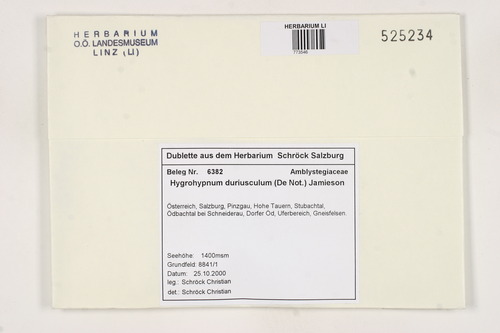 HERBARIUM
O.Ö. LANDESMUSEUM
LINZ (LI)
HERBARIUM LI
773546
525234
Dublette aus dem Herbarium Schröck Salzburg
Beleg Nr. 6382 Amblystegiaceae
Hygrohypnum duriusculum (De Not.) Jamieson
Österreich, Salzburg, Pinzgau, Hohe Tauern, Stubachtal,
Ödbachtal bei Schneiderau, Dorfer Öd, Uferbereich, Gneisfelsen.
Seehöhe: 1400msm
Grundfeld: 8841/1
Datum: 25.10.2000
leg.: Schröck Christian
det.: Schröck Christian